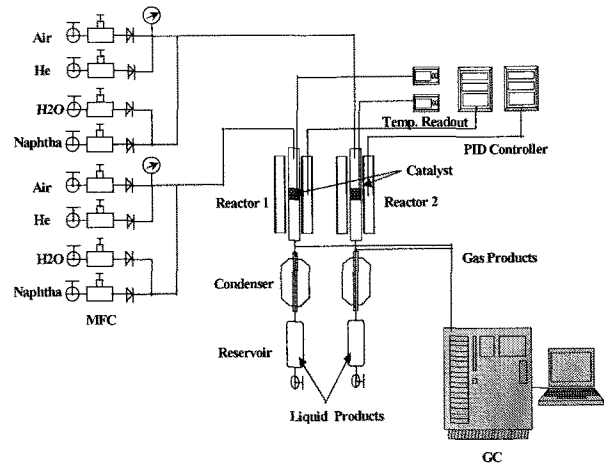 Air
He
H2O
Naphtha
Air
He
H2O
Naphtha
MFC
Temp. Readout
PID Controller
Catalyst
Reactor 1
Reactor 2
Gas Products
Condenser
Reservoir
Liquid Products
GC